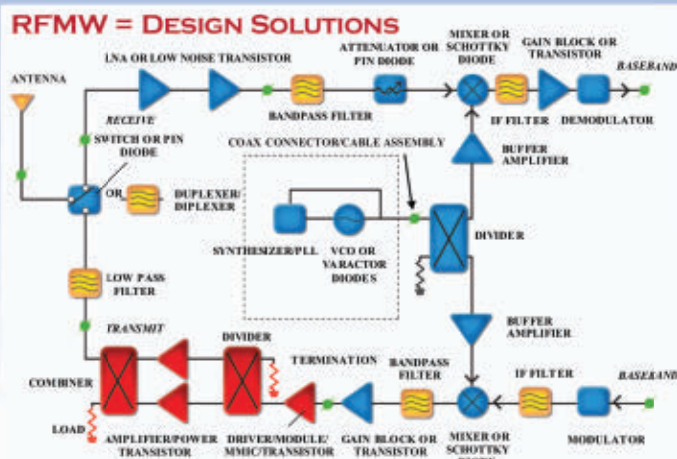 RFMW = DESIGN SOLUTIONS
ANTENNA
LNA OR LOW NOISE TRANSISTOR
ATTENUATOR OR
PIN DIODE
MIXER OR
SCHOTTKY
DIODE
GAIN BLOCK OR
TRANSISTOR
BASEBAND
RECEIVE
BANDPASS FILTER
IF FILTER
DEMODULATOR
SWITCH OR PIN
DIODE
COAX CONNECTOR/CABLE ASSEMBLY
BUFFER
AMPLIFIER
OR
DUPLEXER/
DIPLEXER
SYNTHESIZER/PLL
VCO OR
VARACTOR
DIODES
DIVIDER
LOW PASS
FILTER
TRANSMIT
DIVIDER
TERMINATION
BANDPASS
FILTER
BUFFER
AMPLIFIER
IF FILTER
BASEBAND
COMBINER
LOAD
AMPLIFIER/POWER
TRANSISTOR
DRIVER/MODULE/
MMIC/TRANSISTOR
GAIN BLOCK OR
TRANSISTOR
MIXER OR
SCHOTTKY
MODULATOR